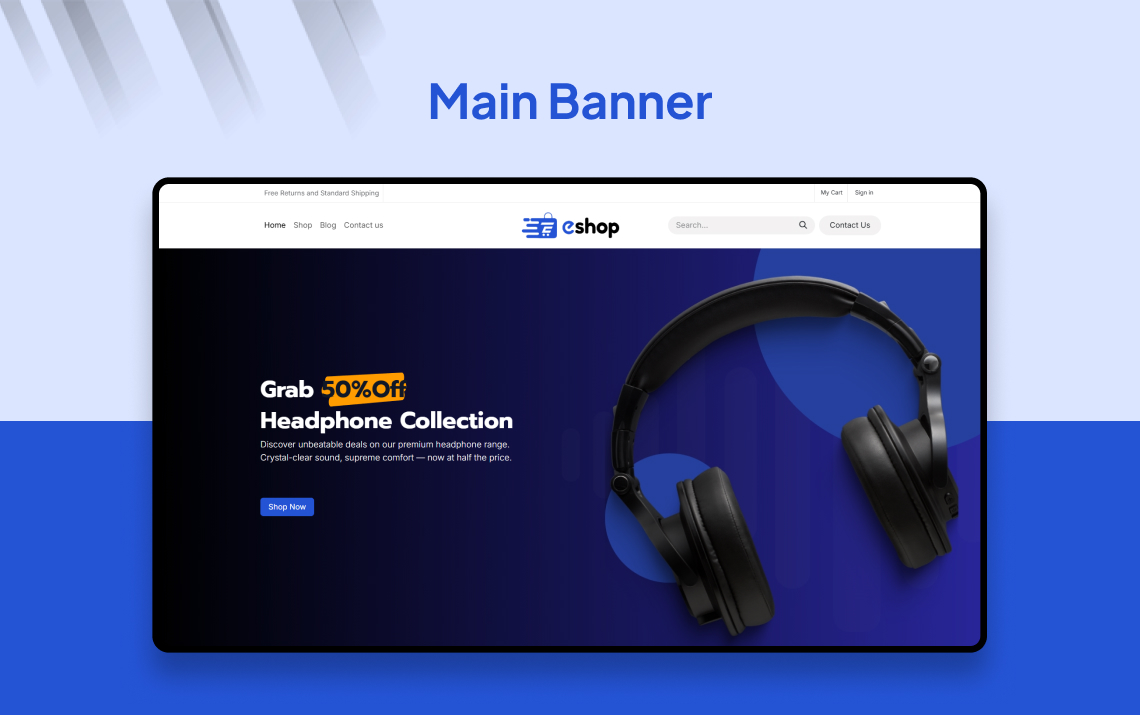 Main Banner
Free Returns and Standard Shipping
My Cart
Sign in
Home
Shop
Blog
Contact us
eshop
Search...
Contact Us
Grab 50%Off
Headphone Collection
Discover unbeatable deals on our premium headphone range.
Crystal-clear sound, supreme comfort — now at half the price.
Shop Now